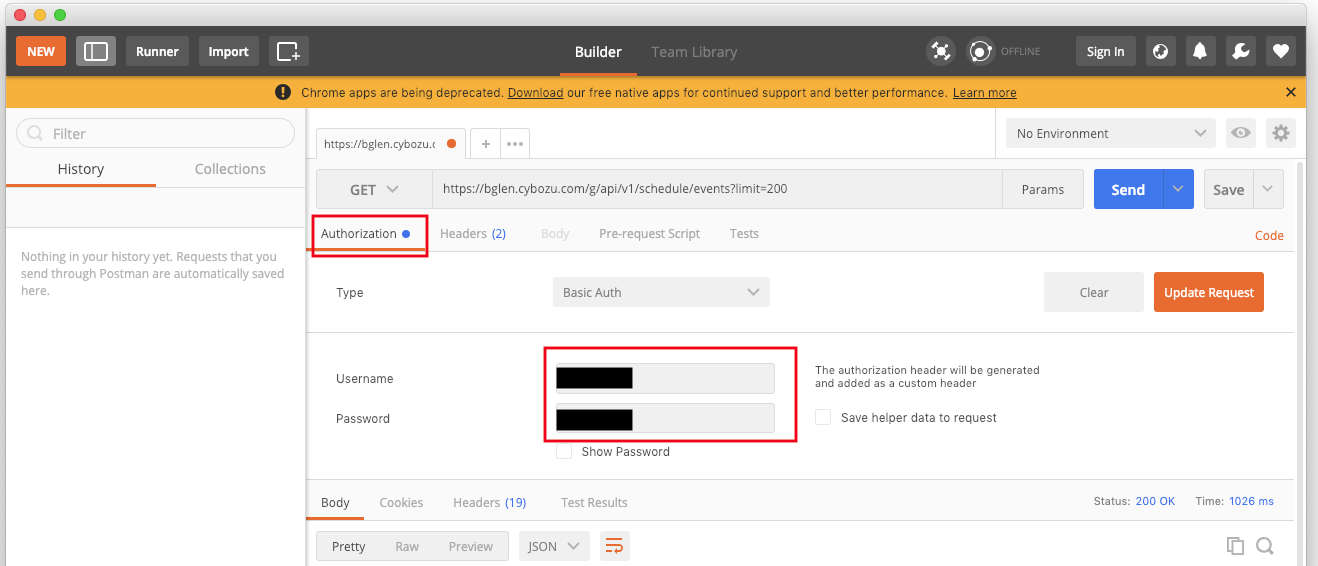 NEW Runner Import Builder Team Library OFFLINE Sign In
Chrome apps are being deprecated. Download our free native apps for continued support and better performance. Learn more
Filter
History Collections
Nothing in your history yet. Requests that you
send through Postman are automatically saved
here.
https://bglen.cybozu.c
No Environment
GET https://bglen.cybozu.com/g/api/v1/schedule/events?limit=200 Params Send Save
Authorization Headers (2) Body Pre-request Script Tests Code
Type Basic Auth Clear Update Request
Username
The authorization header will be generated
and added as a custom header
Password
Save helper data to request
Show Password
Body Cookies Headers (19) Test Results Status: 200 OK Time: 1026 ms
Pretty Raw Preview JSON